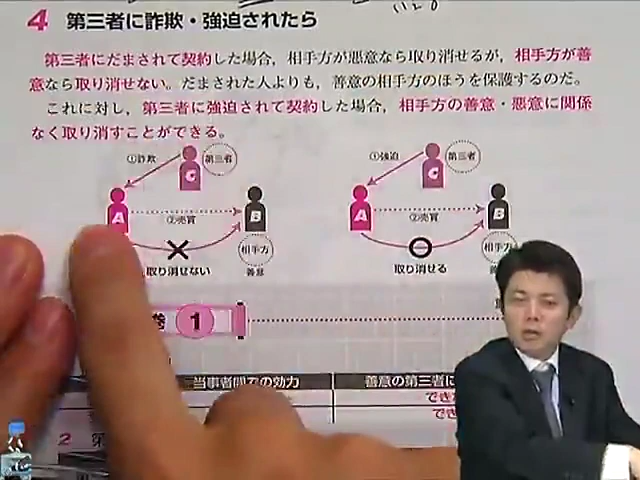 4 第三者に詐欺・強迫されたら
第三者にだまされて契約した場合，相手方が悪意なら取り消せるが，相手方が善
意なら取り消せない。だまされた人よりも，善意の相手方のほうを保護するのだ。
これに対し，第三者に強迫されて契約した場合，相手方の善意・悪意に関係
なく取り消すことができる。
①詐欺 C 第三者
A ②売買 B
取り消せない 相手方
善意
①強迫 C 第三者
A ②売買 B
取り消せる 相手方
1
当事者間での効力 善意の第三者に
でき
でき
2 第